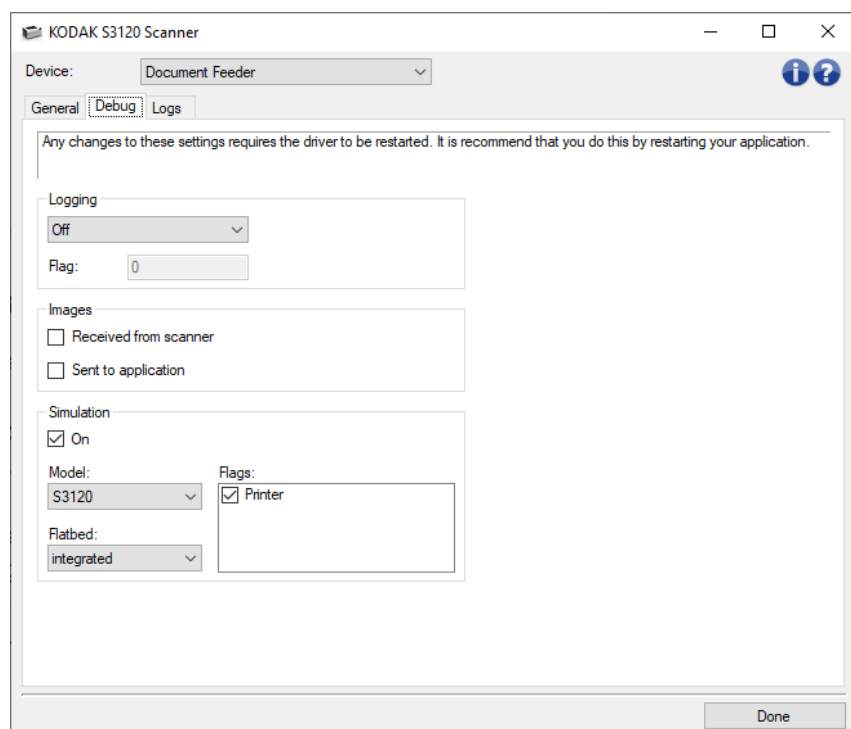 KODAK S3120 Scanner
Device:
Document Feeder
General Debug Logs
Any changes to these settings requires the driver to be restarted. It is recommend that you do this by restarting your application.
Logging
Off
Flag: 0
Images
Received from scanner
Sent to application
Simulation
On
Model: Flags:
S3120 Printer
Flatbed:
integrated
Done